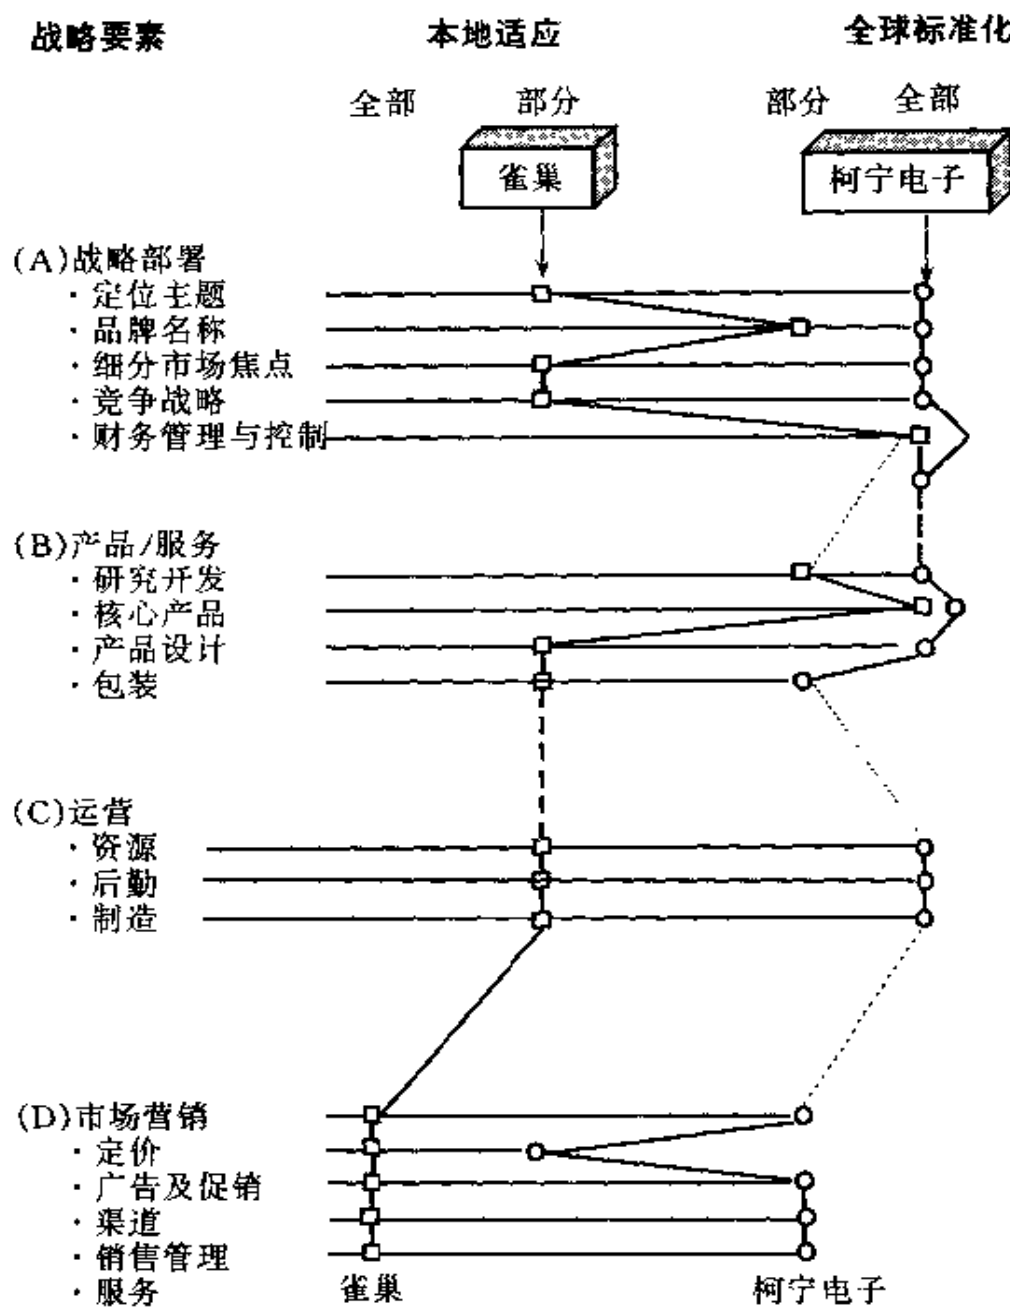 战略要素 本地适应 全球标准化
全部 部分 部分 全部
雀巢 柯宁电子
(A)战略部署
·定位主题
·品牌名称
·细分市场焦点
·竞争战略
·财务管理与控制
(B)产品/服务
·研究开发
·核心产品
·产品设计
·包装
(C)运营
·资源
·后勤
·制造
(D)市场营销
·定价
·广告及促销
·渠道
·销售管理
·服务
雀巢 柯宁电子